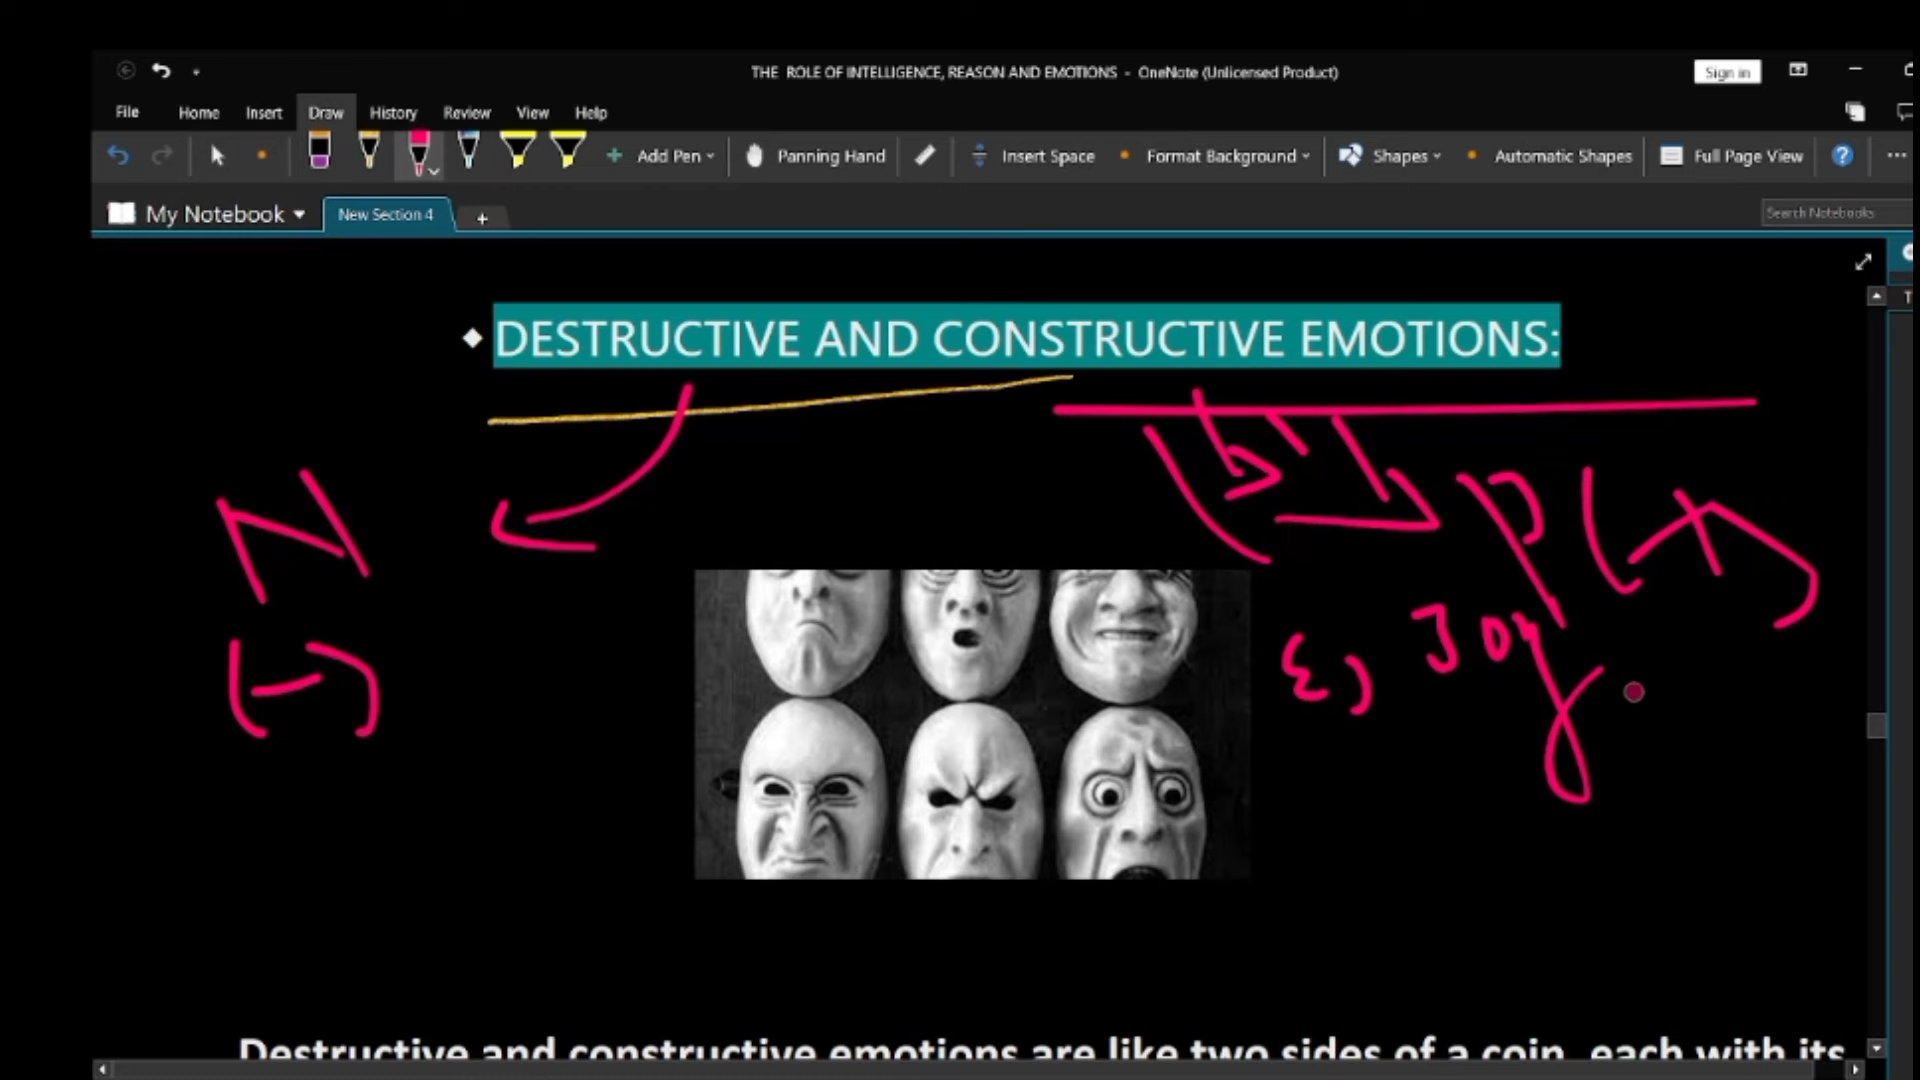 THE ROLE OF INTELLIGENCE, REASON AND EMOTIONS - OneNote (Unlicensed Product)
Sign in
File Home Insert Draw History Review View Help
+ Add Pen Panning Hand Insert Space Format Background Shapes Automatic Shapes Full Page View ? ...
My Notebook New Section 4 +
Search Notebooks
◆ DESTRUCTIVE AND CONSTRUCTIVE EMOTIONS:
N
P (+)
(-)
E, Joy
Destructive and constructive emotions are like two sides of a coin, each with its